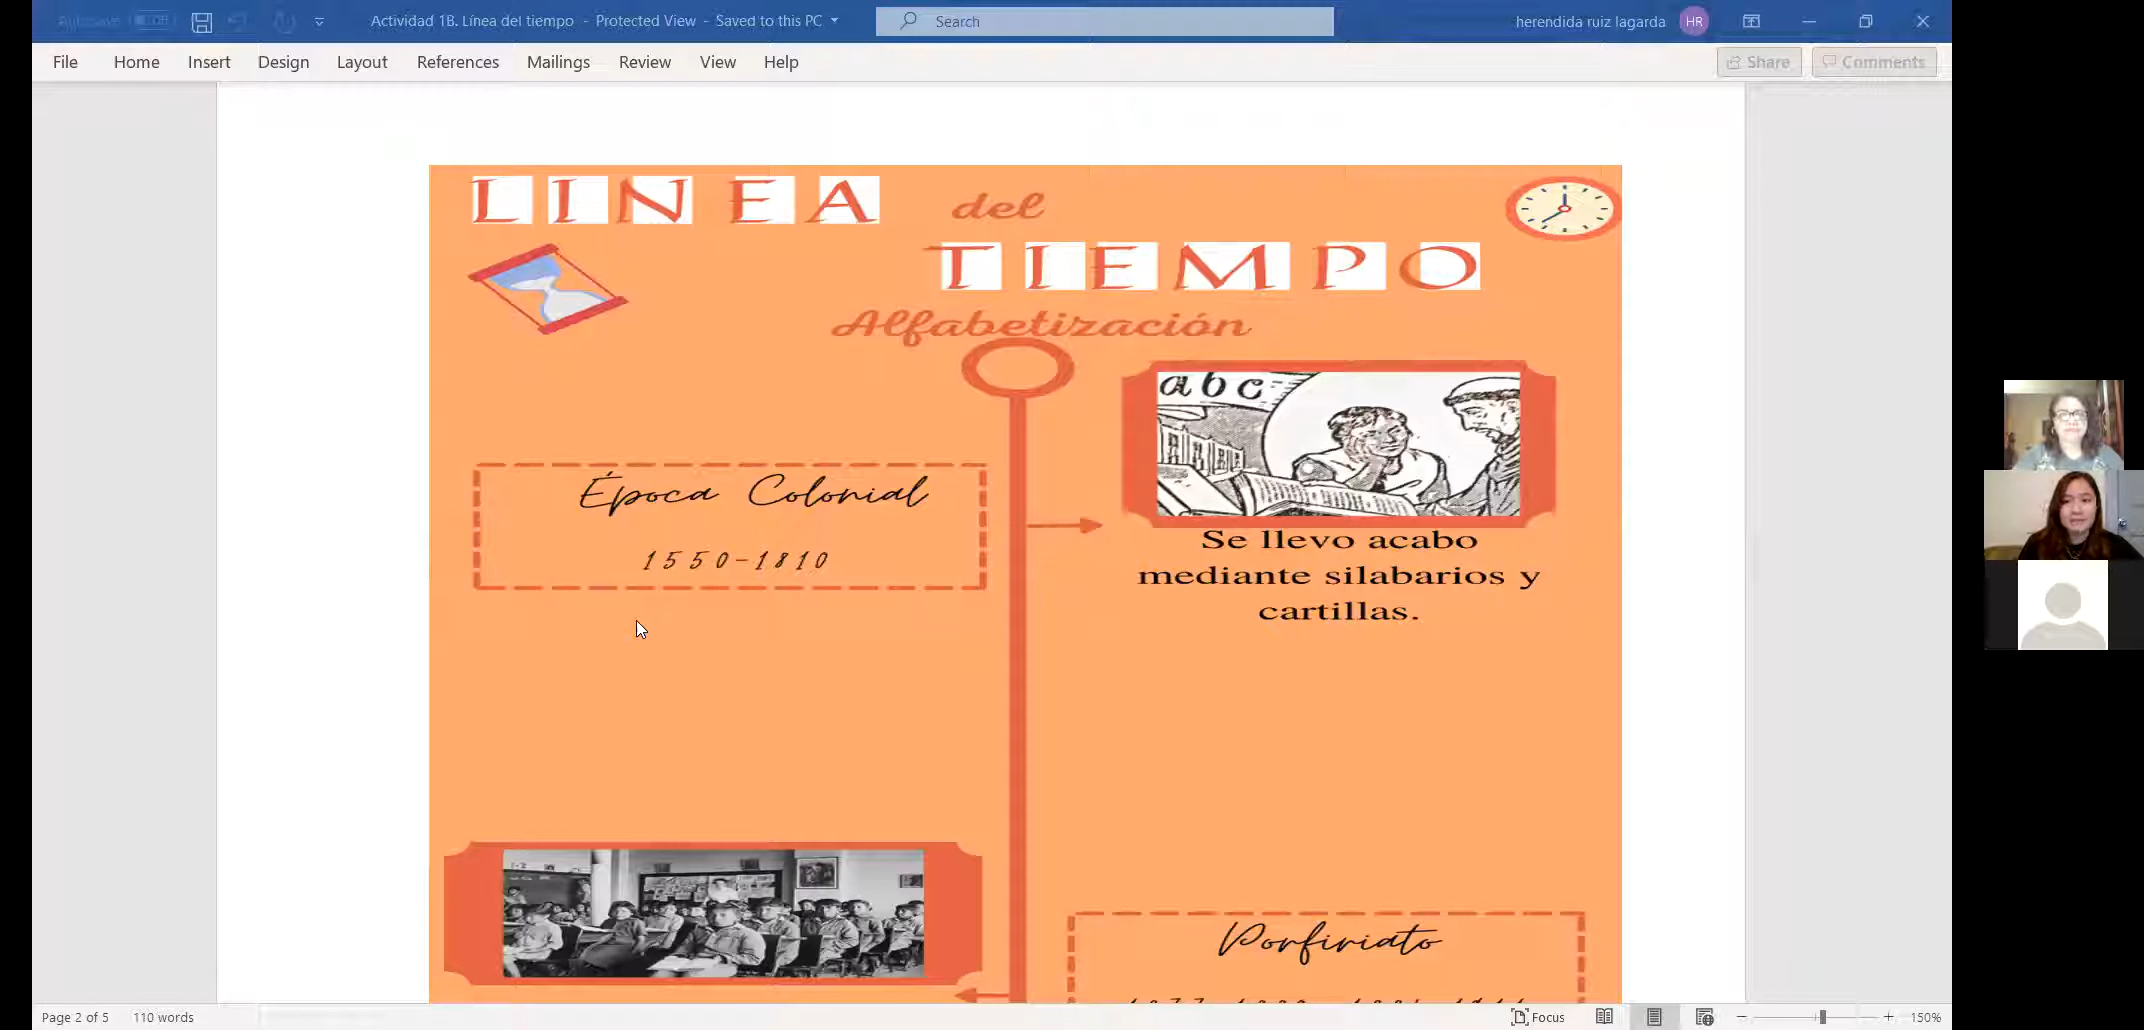 Actividad 1B. Línea del tiempo - Protected View - Saved to this PC
Search
herendida ruiz lagarda
HR
File Home Insert Design Layout References Mailings Review View Help
Share Comments
LINEA del
TIEMPO
Alfabetización
abc
Época Colonial
1550-1810
Se llevo acabo
mediante silabarios y
cartillas.
Porfiriato
Page 2 of 5 110 words
Focus
150%